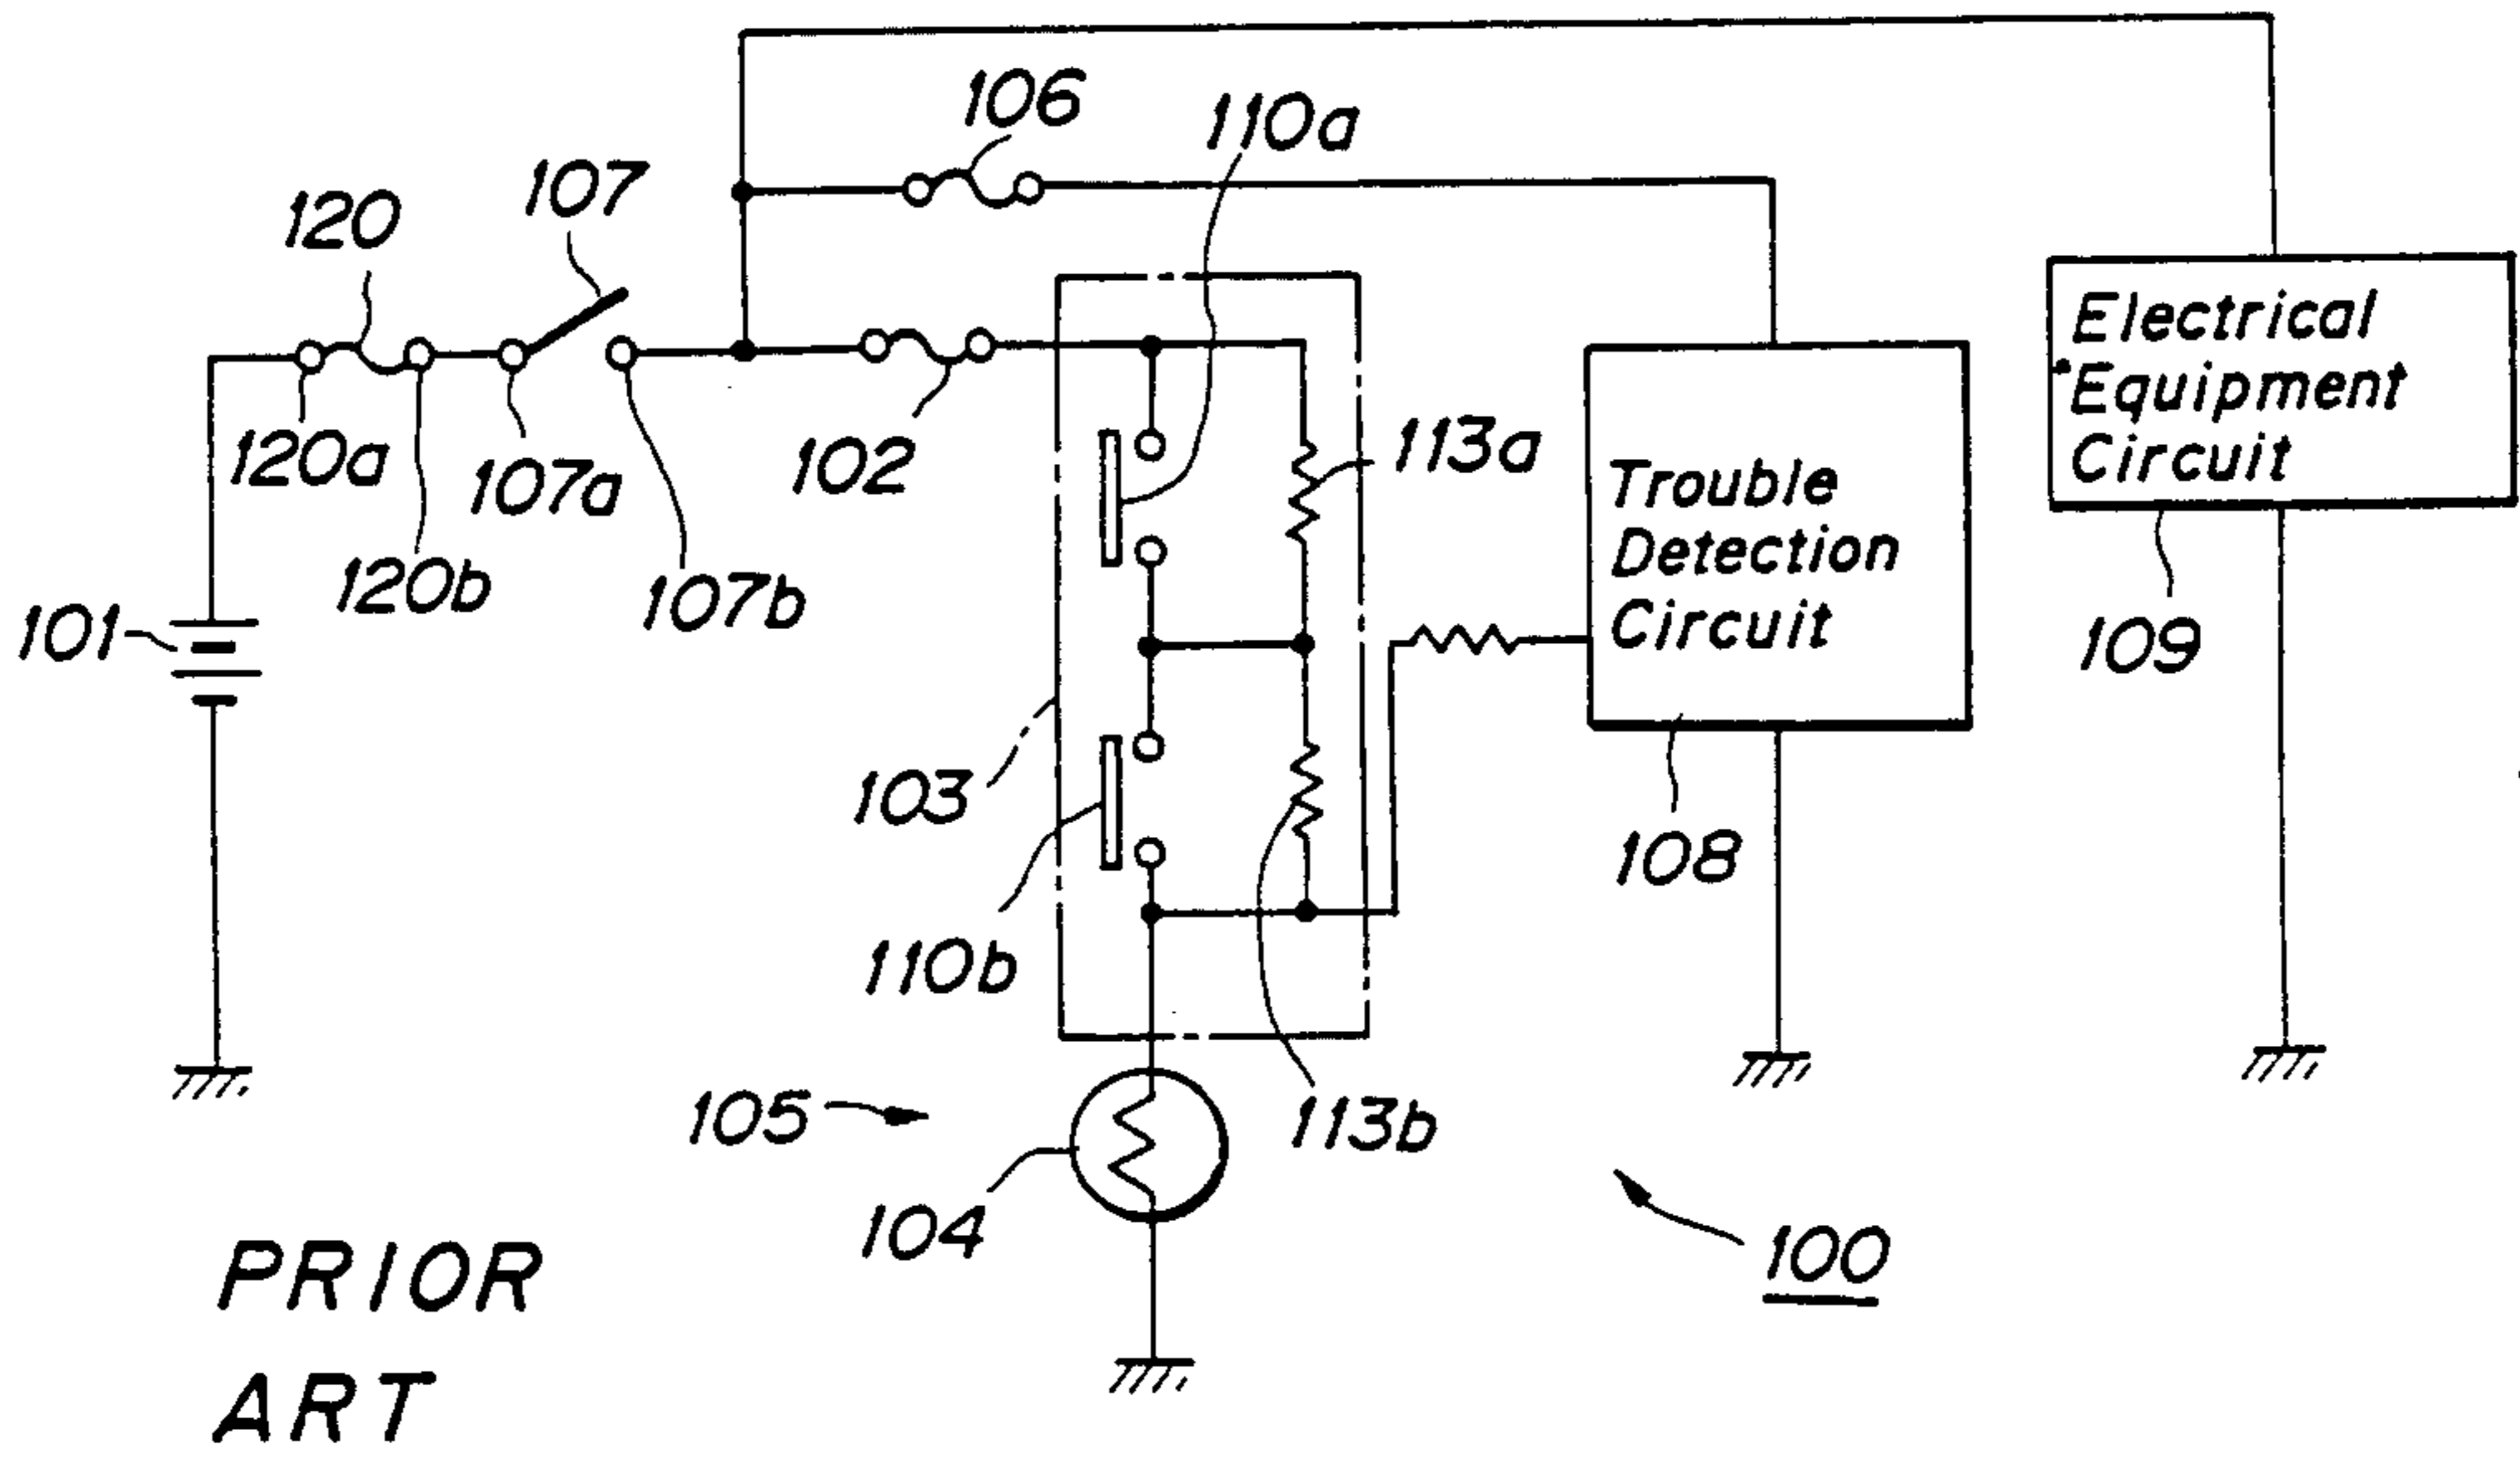 106
110a
107
120
Electrical
Equipment
Circuit
120a
107a
102
113a
Trouble
Detection
Circuit
120b
107b
101
109
103
108
110b
105
113b
104
100
PRIOR
ART